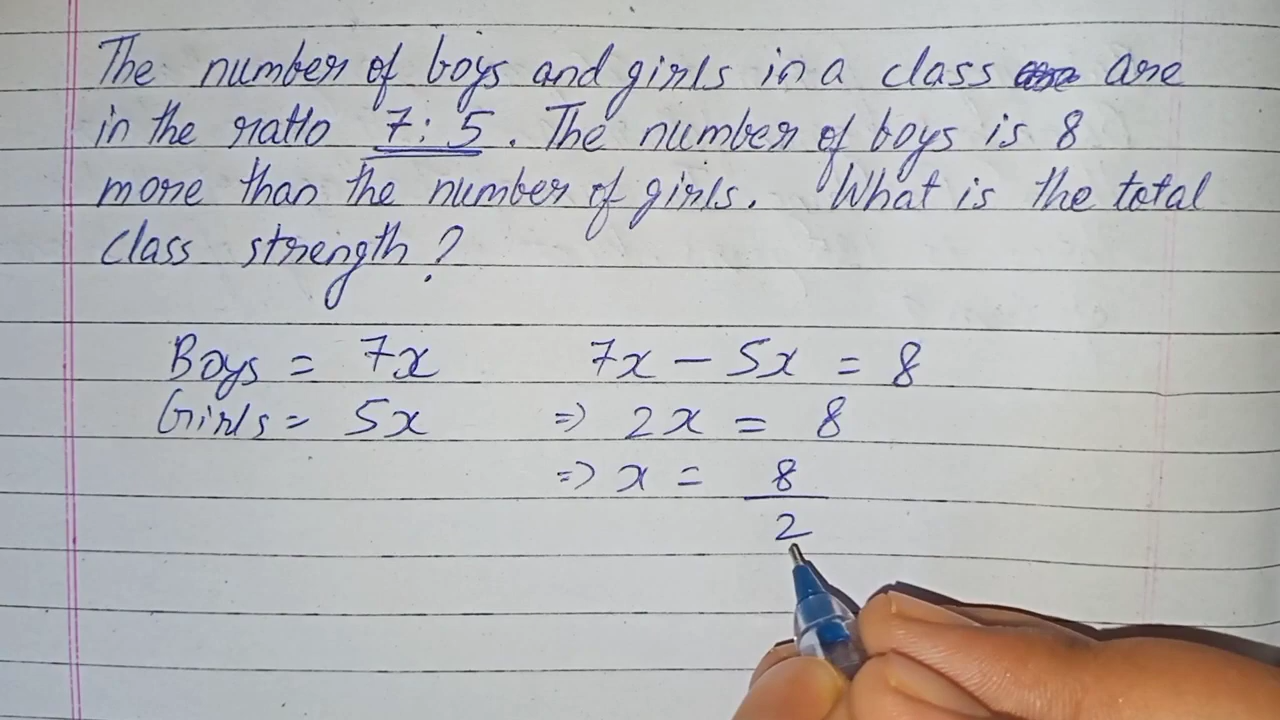 The number of boys and girls in a class are
in the ratio 7:5. The number of boys is 8
more than the number of girls. What is the total
class strength?
Boys = 7x
Girls = 5x
7x - 5x = 8
=> 2x = 8
=> x = 8/2